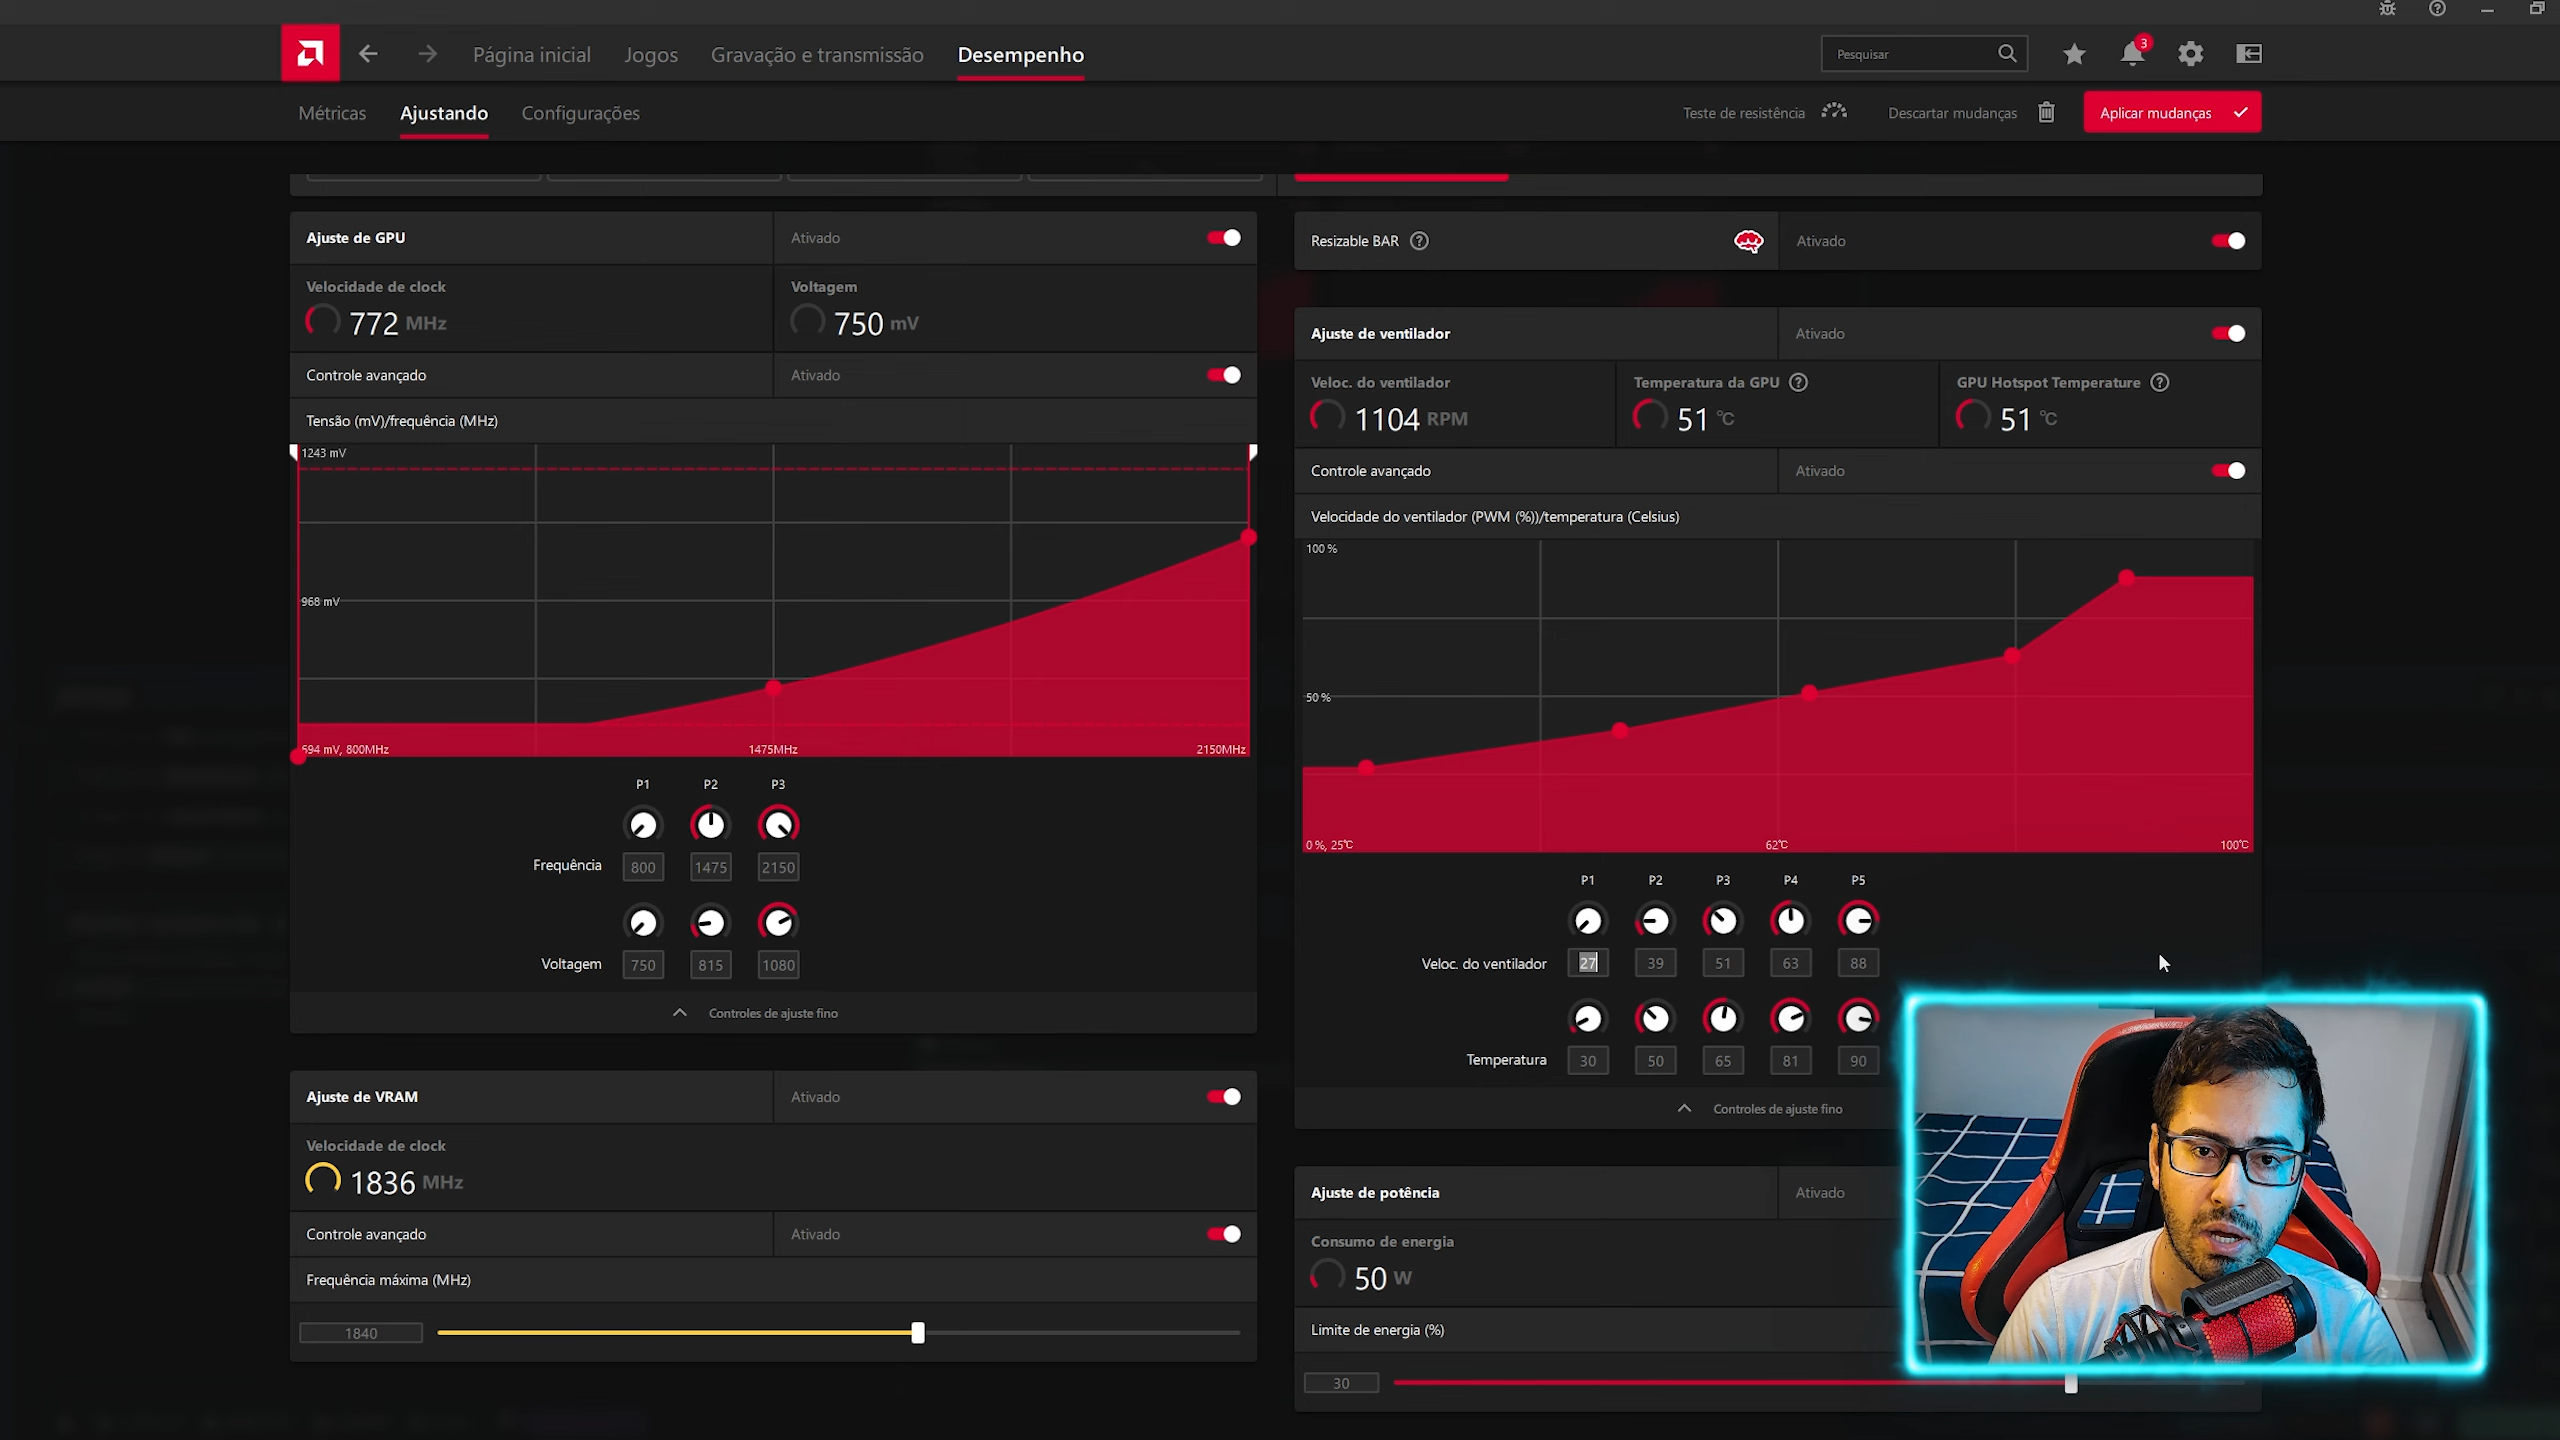 Página inicial Jogos Gravação e transmissão Desempenho Pesquisar 3
Métricas Ajustando Configurações Teste de resistência Descartar mudanças Aplicar mudanças
Ajuste de GPU Ativado
Velocidade de clock Voltagem
772 MHz 750 mV
Controle avançado Ativado
Tensão (mV)/frequência (MHz)
1243 mV
968 mV
694 mV, 800MHz 1475MHz 2150MHz
P1 P2 P3
Frequência 800 1475 2150
Voltagem 750 815 1080
Controles de ajuste fino
Ajuste de VRAM Ativado
Velocidade de clock
1836 MHz
Controle avançado Ativado
Frequência máxima (MHz)
1840
Resizable BAR ? Ativado
Ajuste de ventilador Ativado
Veloc. do ventilador Temperatura da GPU ? GPU Hotspot Temperature ?
1104 RPM 51 °C 51 °C
Controle avançado Ativado
Velocidade do ventilador (PWM (%))/temperatura (Celsius)
100 %
50 %
0 %, 25°C 62°C 100°C
P1 P2 P3 P4 P5
Veloc. do ventilador 27 39 51 63 88
Temperatura 30 50 65 81 90
Controles de ajuste fino
Ajuste de potência Ativado
Consumo de energia
50 W
Limite de energia (%)
30